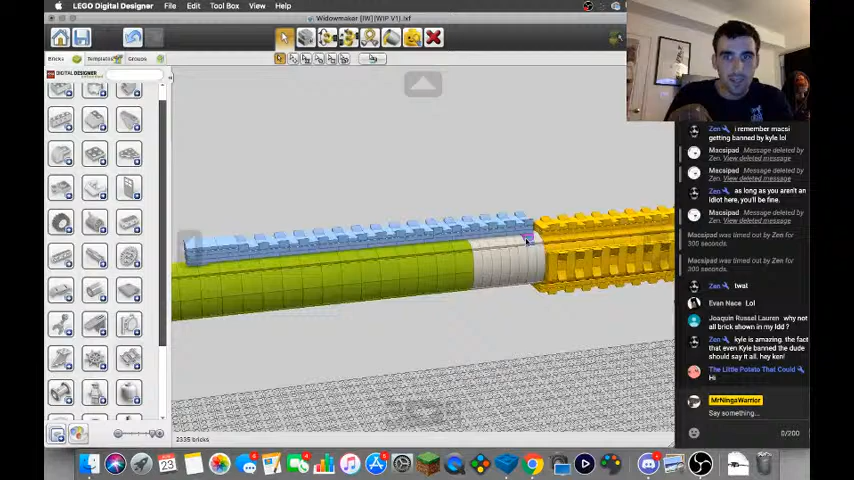 LEGO Digital Designer File Edit Tool Box View Help
Widowmaker [IW] (WIP V1).lxf
Bricks Templates Groups
LEGO DIGITAL DESIGNER
2335 bricks
Zen i remember macsi
getting banned by kyle lol
Macsipad Message deleted by
Zen. View deleted message
Macsipad Message deleted by
Zen. View deleted message
Zen as long as you aren't an
idiot here, you'll be fine.
Macsipad Message deleted by
Zen. View deleted message
Macsipad was timed out by Zen for
300 seconds.
Macsipad was timed out by Zen for
300 seconds.
Zen twat
Evan Nace Lol
Joaquin Russel Lauren why not
all brick shown in my ldd ?
Zen kyle is amazing. the fact
that even Kyle banned the dude
should say it all. hey ken!
The Little Potato That Could
Hi
MrNingaWarrior
Say something...
0/200
JUL
23